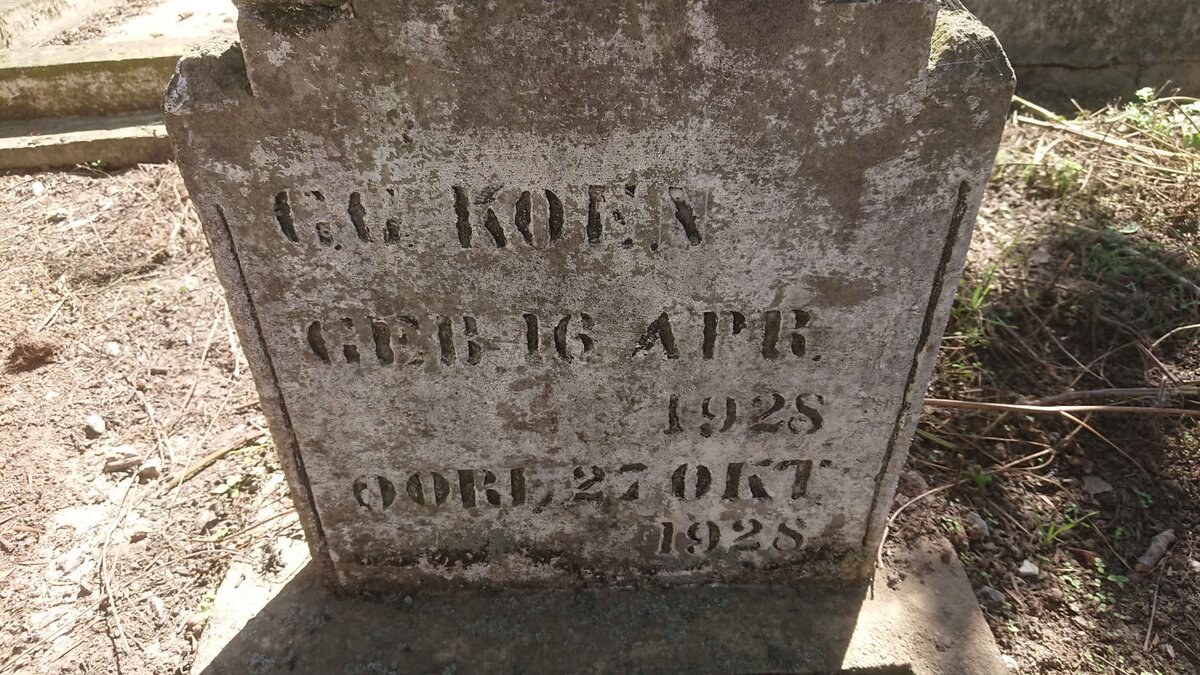 G.G KOEN
GEB 16 APR
1928
OORL 27 OKT
1928